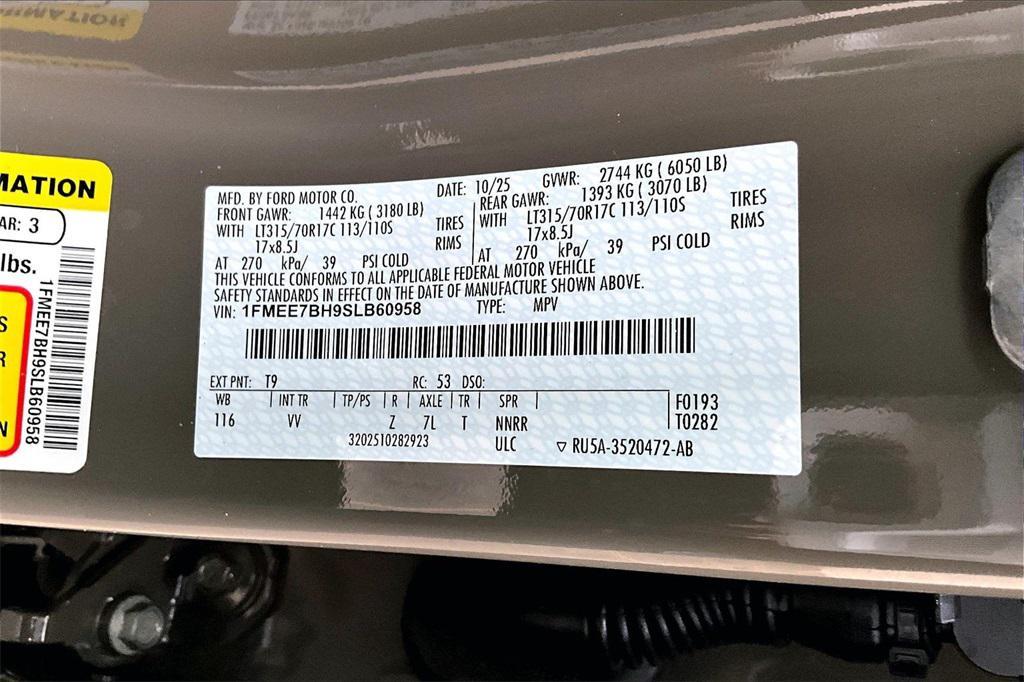 MATION
AR: 3
lbs.
S
R
N
1FMEE7BH9SLB60958
MFD. BY FORD MOTOR CO. DATE: 10/25 GVWR: 2744 KG ( 6050 LB)
FRONT GAWR: 1442 KG ( 3180 LB) REAR GAWR: 1393 KG ( 3070 LB)
WITH LT315/70R17C 113/110S TIRES WITH LT315/70R17C 113/110S TIRES
17x8.5J RIMS 17x8.5J RIMS
AT 270 kPa/ 39 PSI COLD AT 270 kPa/ 39 PSI COLD
THIS VEHICLE CONFORMS TO ALL APPLICABLE FEDERAL MOTOR VEHICLE
SAFETY STANDARDS IN EFFECT ON THE DATE OF MANUFACTURE SHOWN ABOVE.
VIN: 1FMEE7BH9SLB60958 TYPE: MPV
EXT PNT: T9 RC: 53 DSO:
WB INT TR TP/PS R AXLE TR SPR F0193
116 VV Z 7L T NNRR T0282
3202510282923 ULC ▽ RU5A-3520472-AB